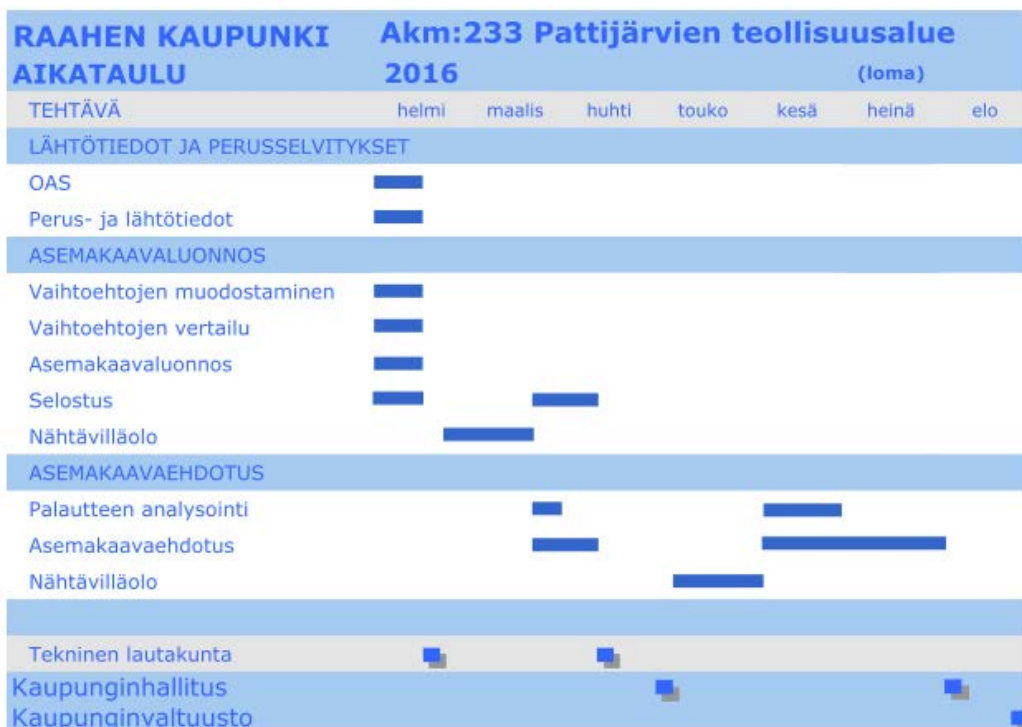 RAAHEN KAUPUNKI Akm:233 Pattijärvien teollisuusalue
AIKATAULU 2016 (loma)
TEHTÄVÄ helmi maalis huhti touko kesä heinä elo
LÄHTÖTIEDOT JA PERUSSELVITYKSET
OAS
Perus- ja lähtötiedot
ASEMAKAAVALUONNOS
Vaihtoehtojen muodostaminen
Vaihtoehtojen vertailu
Asemakaavaluonnos
Selostus
Nähtävilläolo
ASEMAKAAVAEHDOTUS
Palautteen analysointi
Asemakaavaehdotus
Nähtävilläolo
Tekninen lautakunta
Kaupunginhallitus
Kaupunginvaltuusto